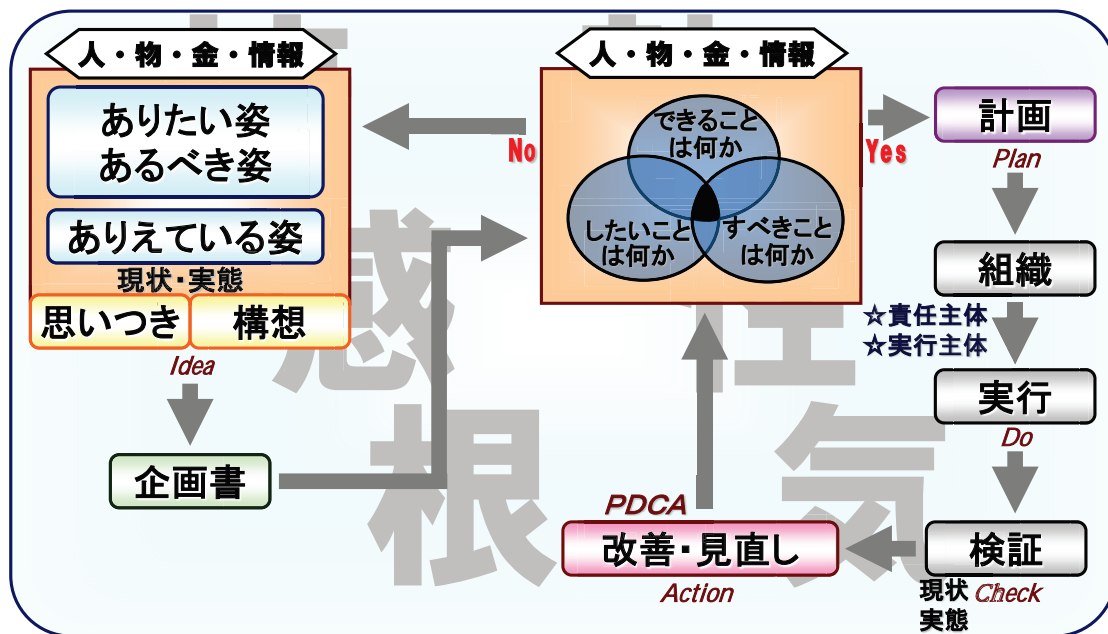 人・物・金・情報
ありたい姿
あるべき姿
ありえている姿
現状・実態
思いつき
構想
Idea
企画書
人・物・金・情報
できること
は何か
したいこと
は何か
すべきこと
は何か
No
Yes
計画
Plan
組織
☆責任主体
☆実行主体
実行
Do
検証
Check
現状
実態
PDCA
改善・見直し
Action
感
性
根
気